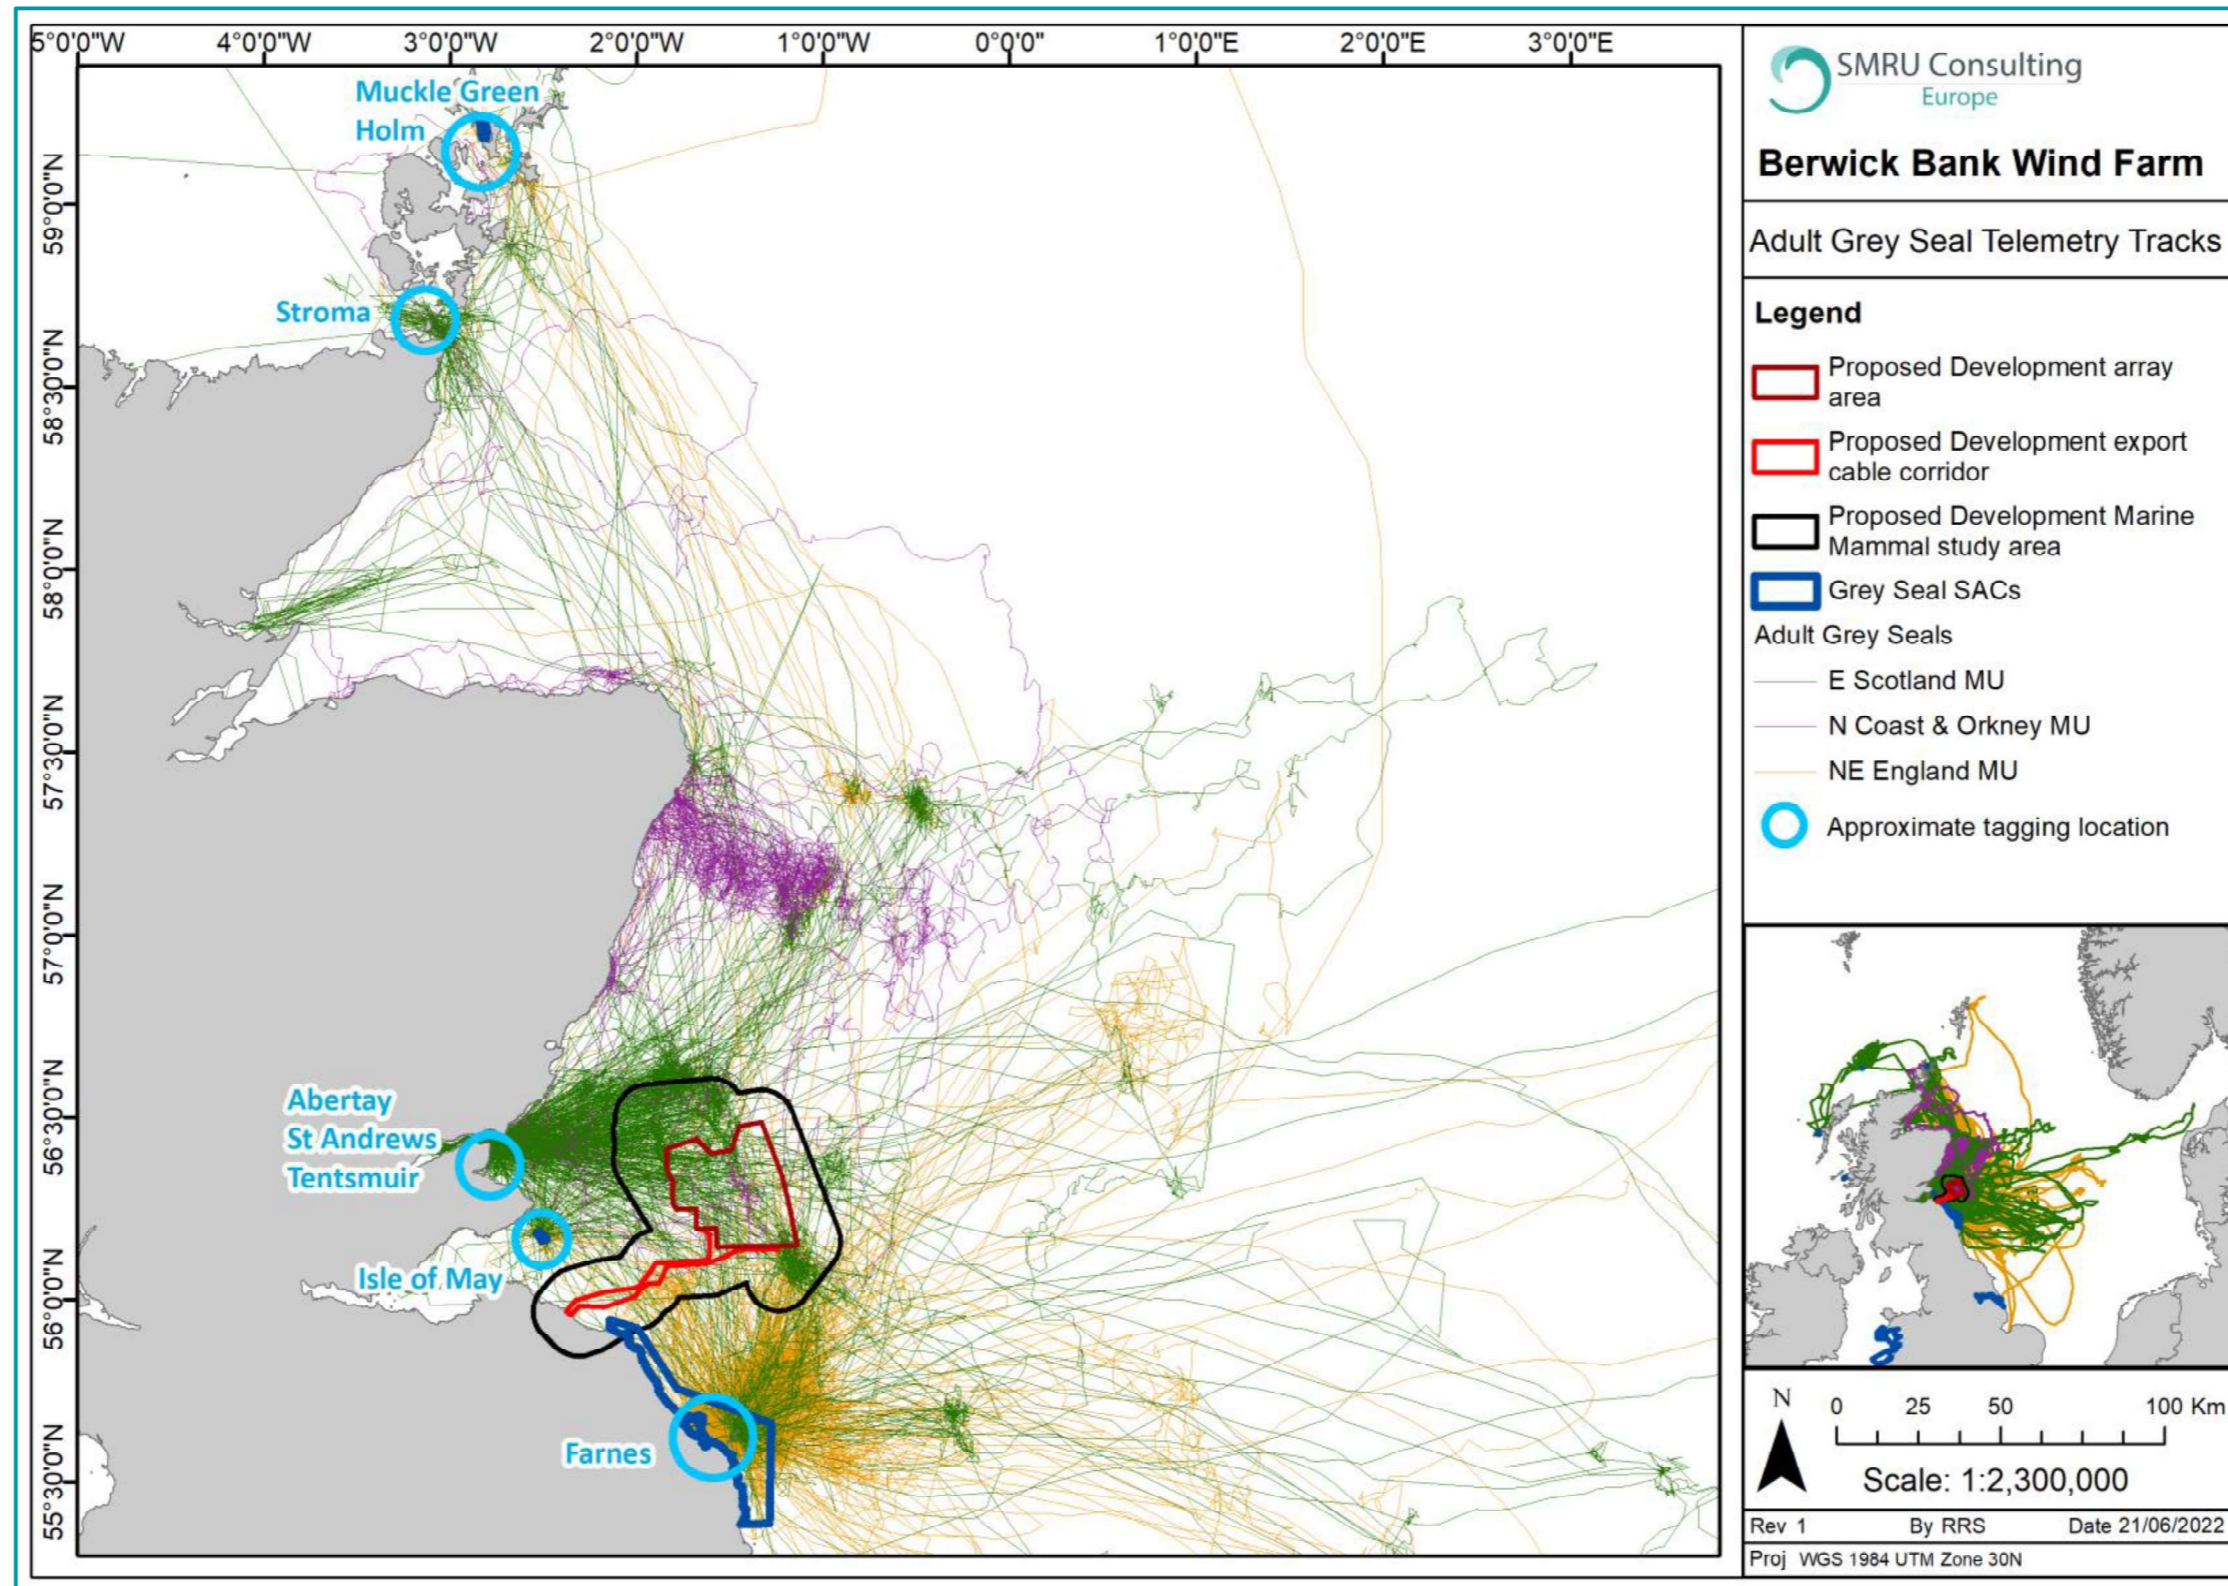 5°0'0"W 4°0'0"W 3°0'0"W 2°0'0"W 1°0'0"W 0°0'0" 1°0'0"E 2°0'0"E 3°0'0"E
59°0'0"N
58°30'0"N
58°0'0"N
57°30'0"N
57°0'0"N
56°30'0"N
56°0'0"N
55°30'0"N
Muckle Green
Holm
Stroma
Abertay
St Andrews
Tentsmuir
Isle of May
Farnes
SMRU Consulting
Europe
Berwick Bank Wind Farm
Adult Grey Seal Telemetry Tracks
Legend
Proposed Development array
area
Proposed Development export
cable corridor
Proposed Development Marine
Mammal study area
Grey Seal SACs
Adult Grey Seals
E Scotland MU
N Coast & Orkney MU
NE England MU
Approximate tagging location
N
0 25 50 100 Km
Scale: 1:2,300,000
Rev 1 By RRS Date 21/06/2022
Proj WGS 1984 UTM Zone 30N